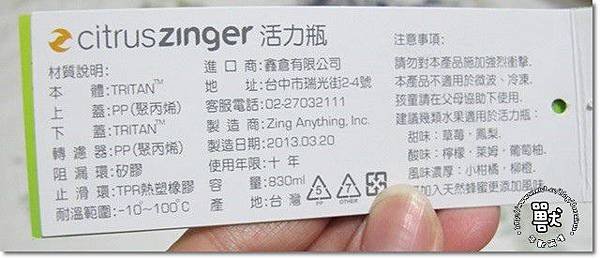 citruszinger 活力瓶
材質說明:
本 體:TRITAN™
上 蓋:PP(聚丙烯)
下 蓋:TRITAN™
轉 濾 器:PP(聚丙烯)
阻 漏 環:矽膠
止 滑 環:TPR熱塑橡膠
耐溫範圍:-10°~100°C
進 口 商:鑫倉有限公司
地 址:台中市瑞光街2-4號
客服電話:02-27032111
製 造 商:Zing Anything, Inc.
製造日期:2013.03.20
使用年限:十 年
容 量:830ml
產 地:台 灣
5
PP
7
OTHER
注意事項:
請勿對本產品施加強烈衝擊.
本產品不適用於微波、冷凍.
孩童請在父母協助下使用.
建議幾類水果適用於活力瓶:
甜味:草莓,鳳梨.
酸味:檸檬,萊姆,葡萄柚.
風味濃厚:小柑橘,柳橙.
加入天然蜂蜜更添加風味
獸